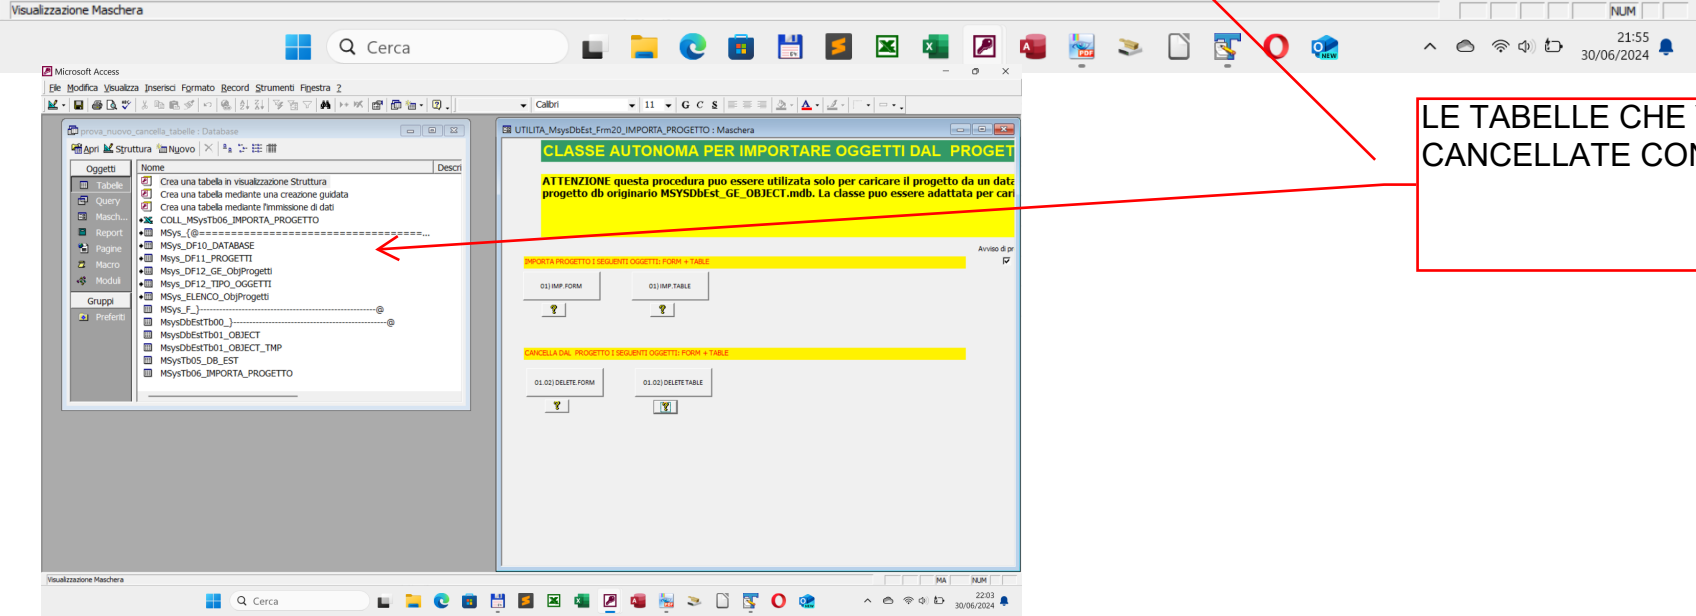 Visualizzazione Maschera
NUM
Cerca
21:55
30/06/2024
LE TABELLE CHE
CANCELLATE CON
Microsoft Access
File Modifica Visualizza Inserisci Formato Record Strumenti Finestra ?
Calibri 11 G C S
prova_nuovo_cancella_tabelle : Database
Apri Struttura Nuovo
Oggetti
Tabelle
Query
Masch...
Report
Pagine
Macro
Moduli
Gruppi
Preferiti
Nome Descri
Crea una tabella in visualizzazione Struttura
Crea una tabella mediante una creazione guidata
Crea una tabella mediante l'immissione di dati
COLL_MSysTb06_IMPORTA_PROGETTO
MSys_{@====================================...
MSys_DF10_DATABASE
Msys_DF11_PROGETTI
Msys_DF12_GE_ObjProgetti
Msys_DF12_TIPO_OGGETTI
MSys_ELENCO_ObjProgetti
MSys_F_}--------------------------------------------------@
MsysDbEstTb00_}--------------------------------------------@
MsysDbEstTb01_OBJECT
MsysDbEstTb01_OBJECT_TMP
MSysTb05_DB_EST
MSysTb06_IMPORTA_PROGETTO
UTILITA_MsysDbEst_Frm20_IMPORTA_PROGETTO : Maschera
CLASSE AUTONOMA PER IMPORTARE OGGETTI DAL PROGET
ATTENZIONE questa procedura puo essere utilizata solo per caricare il progetto da un data
progetto db originario MSYSDbEst_GE_OBJECT.mdb. La classe puo essere adattata per cari
Avviso di pr
IMPORTA PROGETTO I SEGUENTI OGGETTI: FORM + TABLE
01) IMP.FORM
01) IMP.TABLE
CANCELLA DAL PROGETTO I SEGUENTI OGGETTI: FORM + TABLE
01.02) DELETE.FORM
01.02) DELETE TABLE
Visualizzazione Maschera
MA NUM
Cerca
22:03
30/06/2024